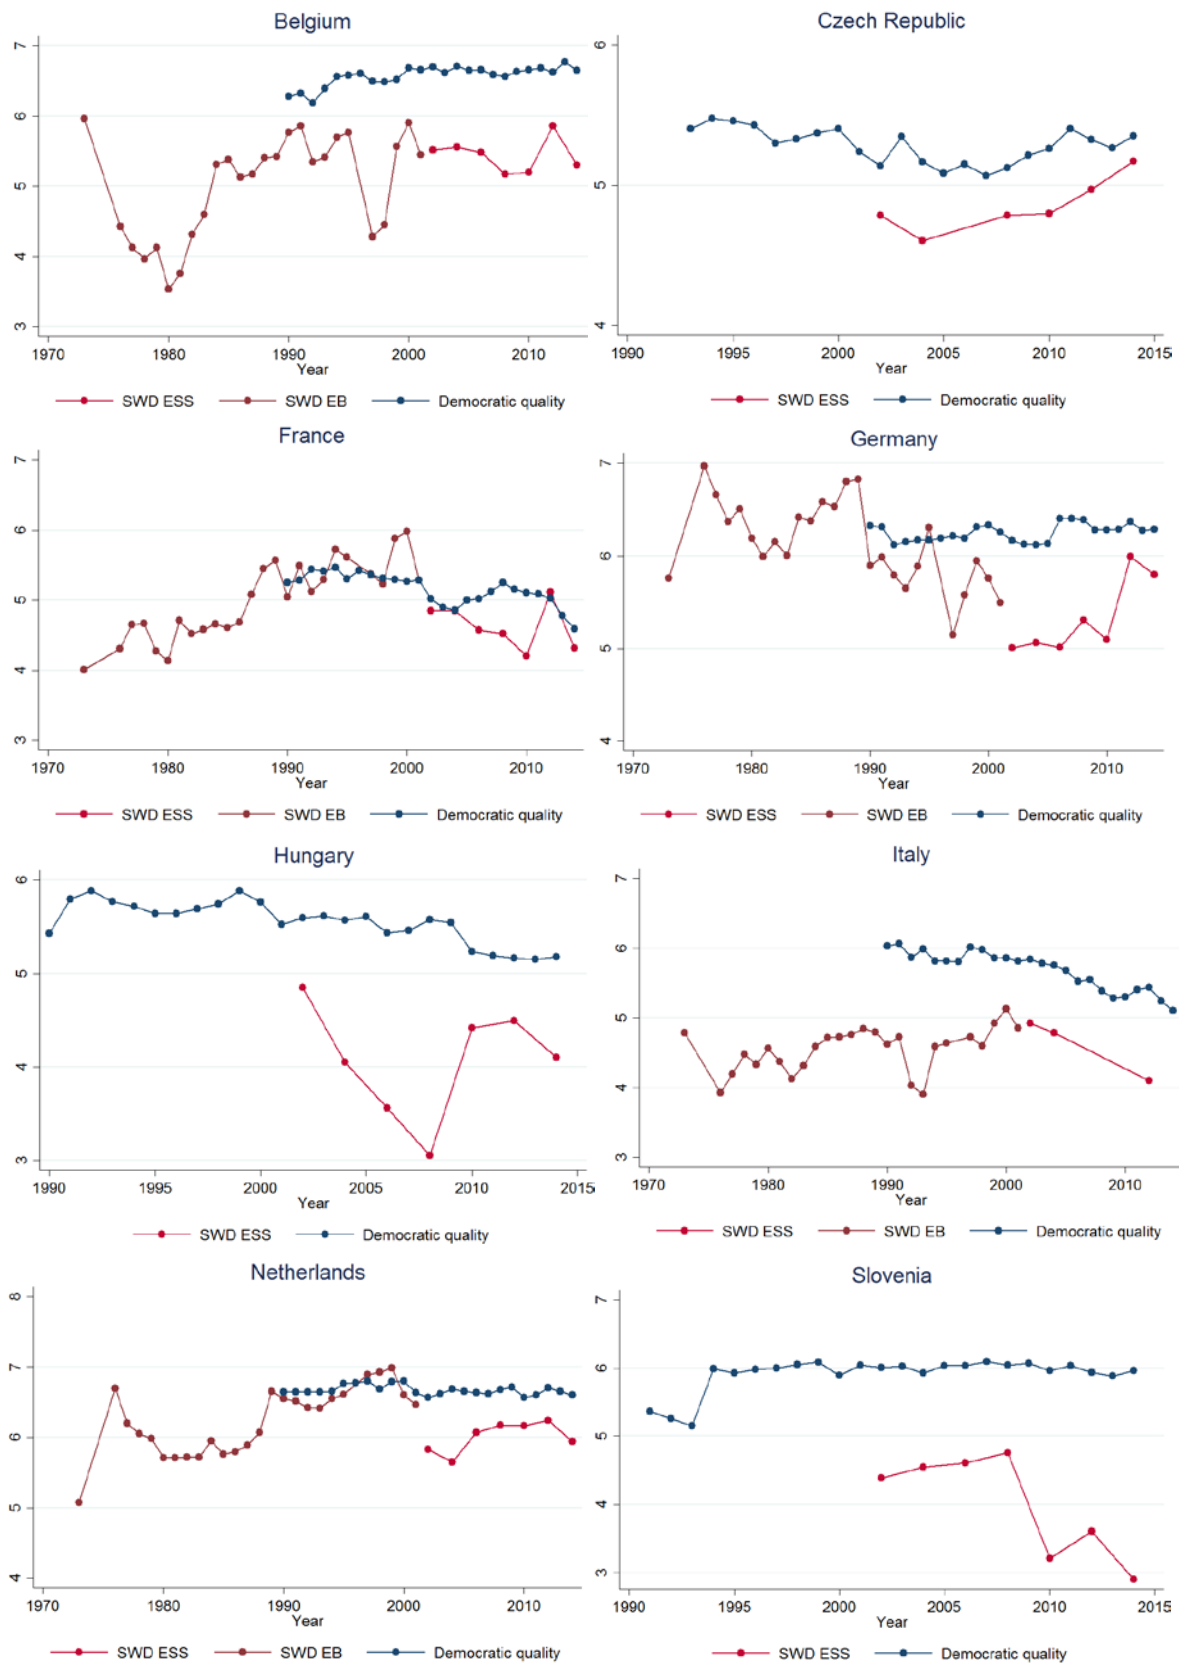 Belgium
7
6
5
4
3
1970 1980 1990 2000 2010
Year
SWD ESS SWD EB Democratic quality
Czech Republic
6
5
4
1990 1995 2000 2005 2010 2015
Year
SWD ESS Democratic quality
France
7
6
5
4
3
1970 1980 1990 2000 2010
Year
SWD ESS SWD EB Democratic quality
Germany
7
6
5
4
1970 1980 1990 2000 2010
Year
SWD ESS SWD EB Democratic quality
Hungary
6
5
4
3
1990 1995 2000 2005 2010 2015
Year
SWD ESS Democratic quality
Italy
7
6
5
4
3
1970 1980 1990 2000 2010
Year
SWD ESS SWD EB Democratic quality
Netherlands
8
7
6
5
4
1970 1980 1990 2000 2010
Year
SWD ESS SWD EB Democratic quality
Slovenia
7
6
5
4
3
1990 1995 2000 2005 2010 2015
Year
SWD ESS Democratic quality